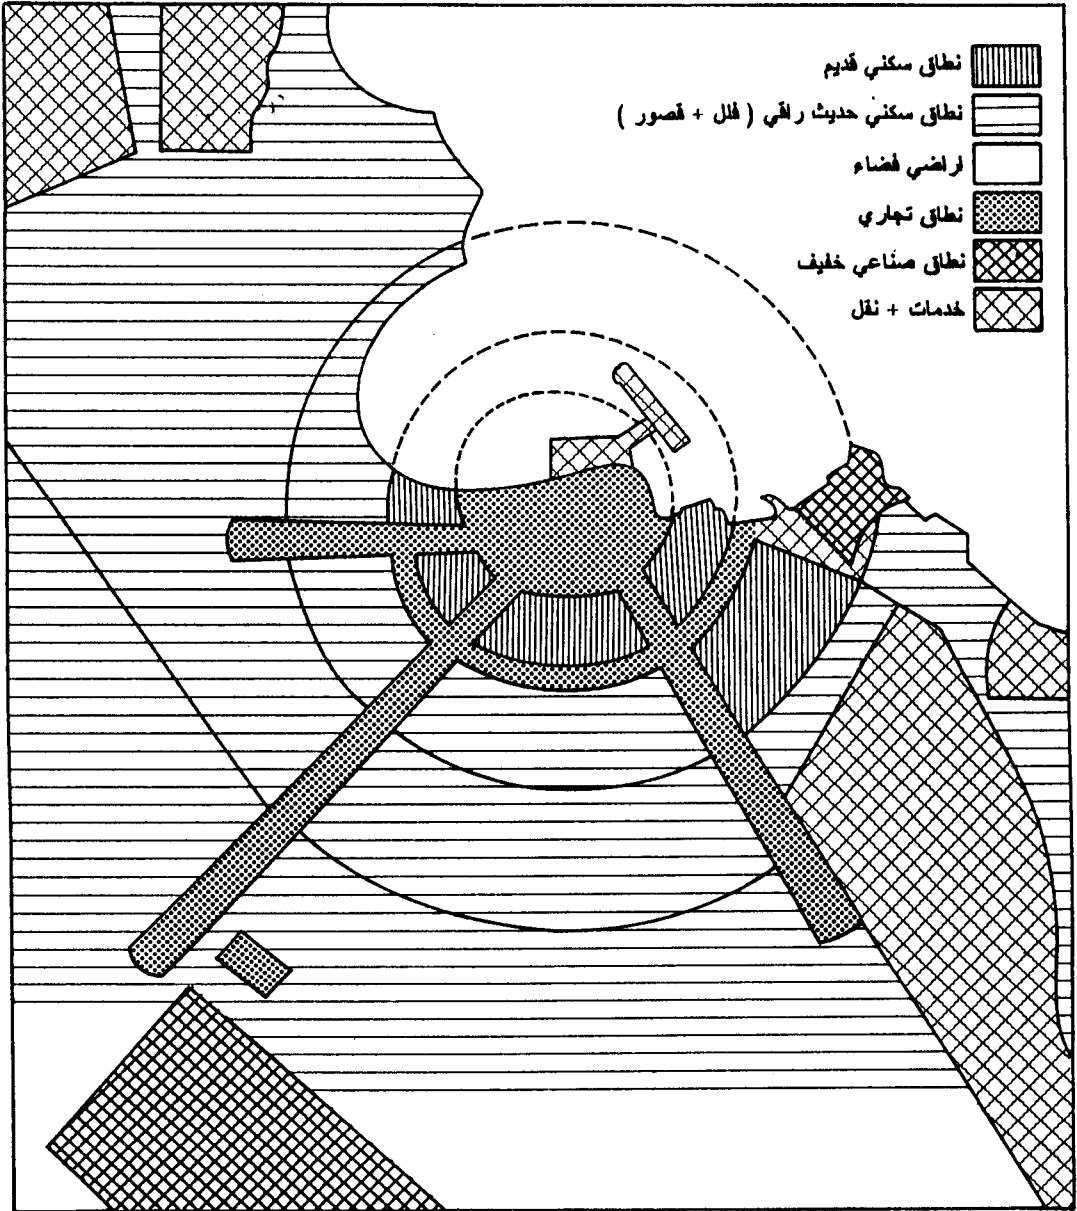 نطاق سكني قديم
نطاق سكني حديث راقي ( فلل + قصور )
اراضي فضاء
نطاق تجاري
نطاق صناعي خفيف
خدمات + نقل